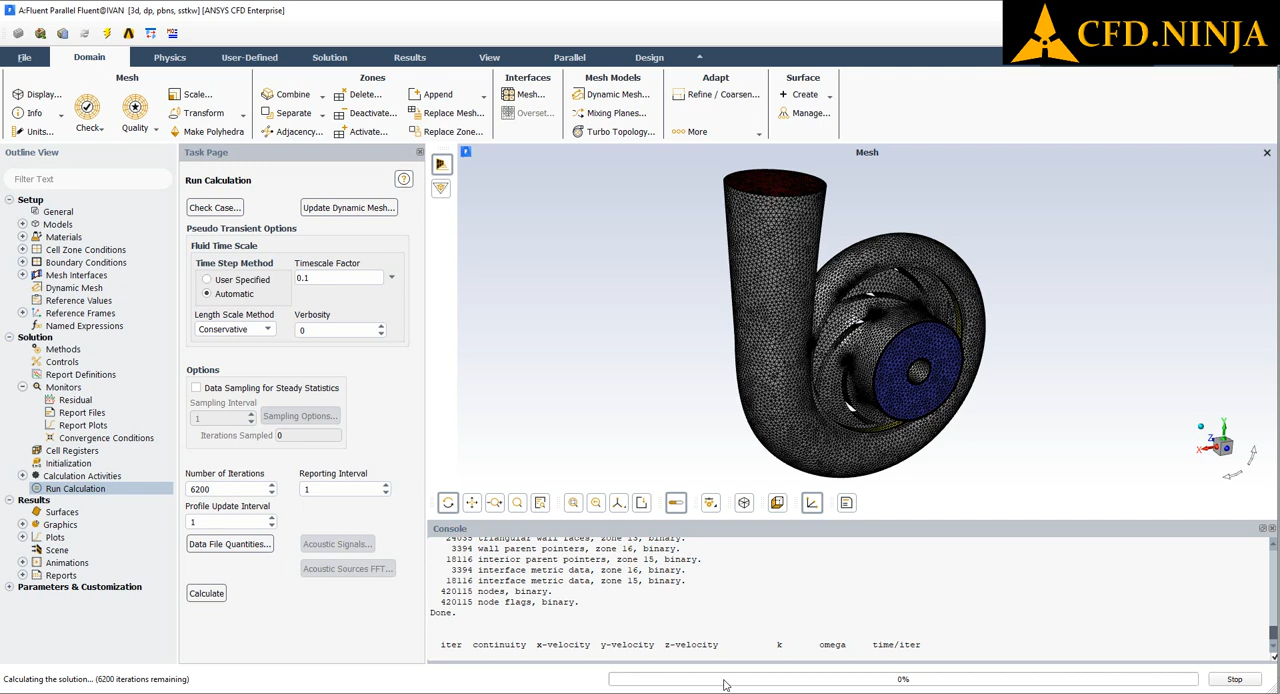 A:Fluent Parallel Fluent@IVAN [3d, dp, pbns, sstkw] [ANSYS CFD Enterprise]
CFD.NINJA
File Domain Physics User-Defined Solution Results View Parallel Design
Mesh Zones Interfaces Mesh Models Adapt Surface
Display... Scale... Combine Delete... Append Mesh... Dynamic Mesh... Refine / Coarsen... Create
Info Transform Separate Deactivate... Replace Mesh... Overset... Mixing Planes... Manage...
Check Quality
Units... Make Polyhedra Adjacency... Activate... Replace Zone... Turbo Topology... More
Outline View
Filter Text
Setup
General
Models
Materials
Cell Zone Conditions
Boundary Conditions
Mesh Interfaces
Dynamic Mesh
Reference Values
Reference Frames
Named Expressions
Solution
Methods
Controls
Report Definitions
Monitors
Residual
Report Files
Report Plots
Convergence Conditions
Cell Registers
Initialization
Calculation Activities
Run Calculation
Results
Surfaces
Graphics
Plots
Scene
Animations
Reports
Parameters & Customization
Task Page
Run Calculation
Check Case... Update Dynamic Mesh...
Pseudo Transient Options
Fluid Time Scale
Time Step Method Timescale Factor
User Specified 0.1
Automatic
Length Scale Method Verbosity
Conservative 0
Options
Data Sampling for Steady Statistics
Sampling Interval
1 Sampling Options...
Iterations Sampled 0
Number of Iterations Reporting Interval
6200 1
Profile Update Interval
1
Data File Quantities... Acoustic Signals...
Acoustic Sources FFT...
Calculate
Mesh
Y
Z
X
Console
3394 wall parent pointers, zone 16, binary.
18116 interior parent pointers, zone 15, binary.
3394 interface metric data, zone 16, binary.
18116 interface metric data, zone 15, binary.
420115 nodes, binary.
420115 node flags, binary.
Done.
iter continuity x-velocity y-velocity z-velocity k omega time/iter
Calculating the solution... (6200 iterations remaining) 0% Stop